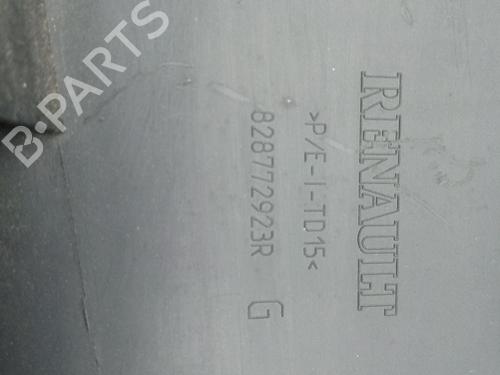 RENAULT
>P/E-I-TD15<
828772923R G
B-PARTS